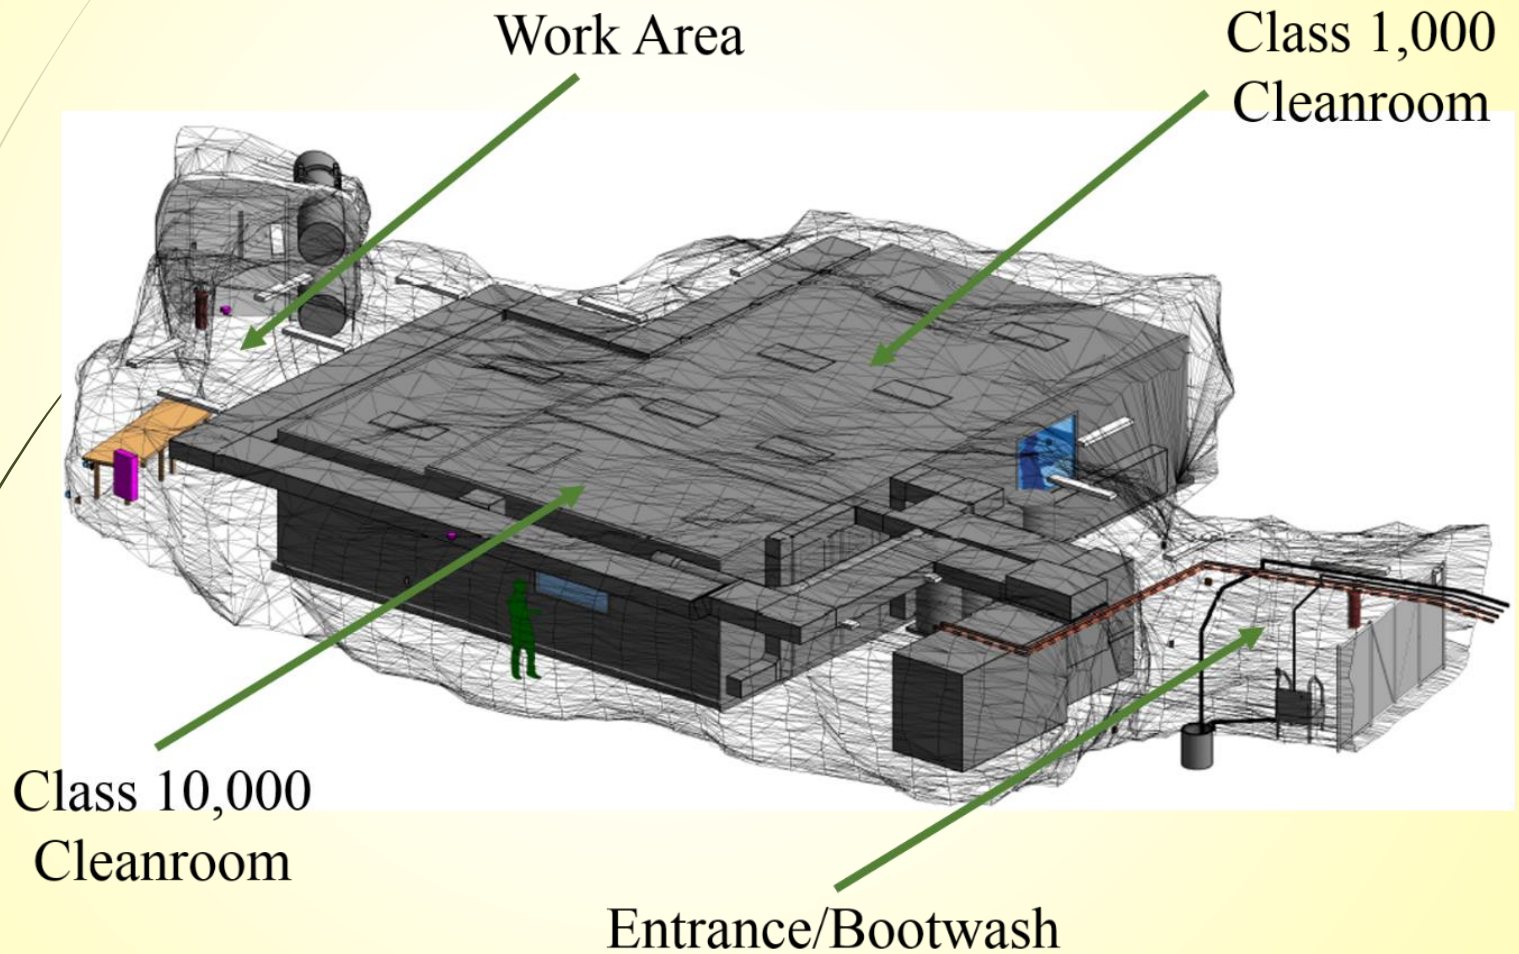 Work Area
Class 1,000
Cleanroom
Class 10,000
Cleanroom
Entrance/Bootwash